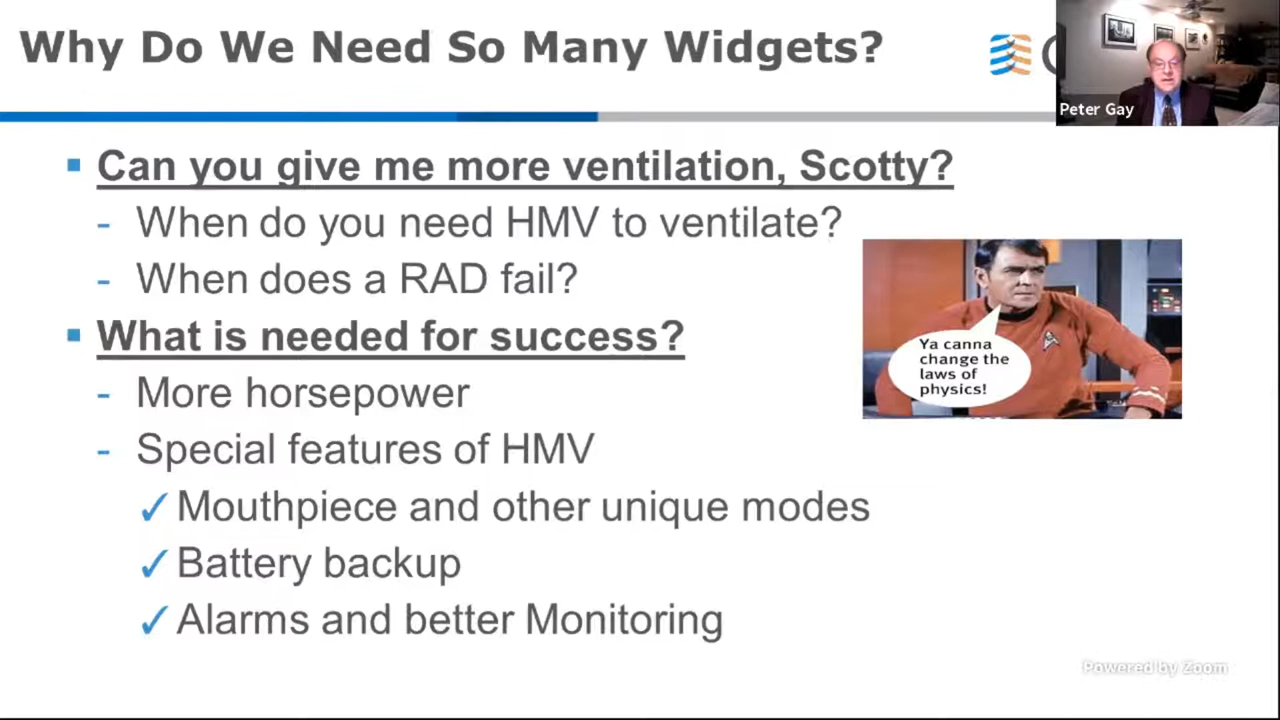 Why Do We Need So Many Widgets?
Peter Gay
▪ Can you give me more ventilation, Scotty?
- When do you need HMV to ventilate?
- When does a RAD fail?
▪ What is needed for success?
- More horsepower
- Special features of HMV
✓ Mouthpiece and other unique modes
✓ Battery backup
✓ Alarms and better Monitoring
Ya canna
change the
laws of
physics!
Powered by Zoom